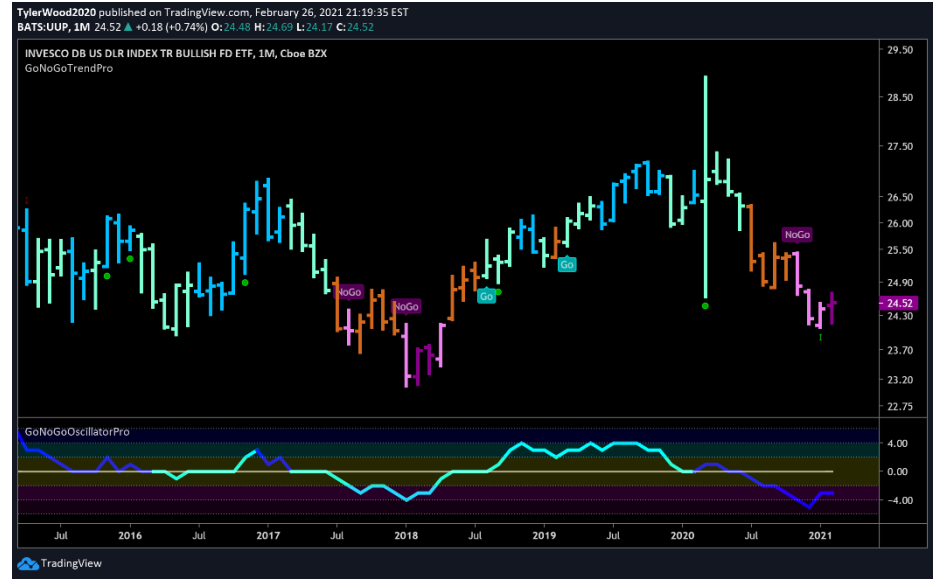 TylerWood2020 published on TradingView.com, February 26, 2021 21:19:35 EST
BATS:UUP, 1M 24.52 ▲ +0.18 (+0.74%) O:24.48 H:24.69 L:24.17 C:24.52
INVESCO DB US DLR INDEX TR BULLISH FD ETF, 1M, Cboe BZX
GoNoGoTrendPro
29.50
28.50
27.50
26.50
26.00
25.50
24.90
24.52
24.30
23.70
23.20
22.75
NoGo
NoGo
Go
Go
NoGo
GoNoGoOscillatorPro
4.00
0.00
−4.00
Jul 2016 Jul 2017 Jul 2018 Jul 2019 Jul 2020 Jul 2021
TradingView